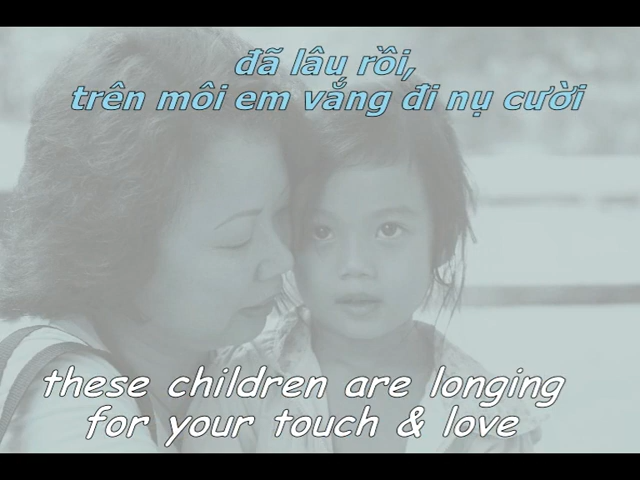 đã lâu rồi,
trên môi em vắng đi nụ cười
these children are longing
for your touch & love